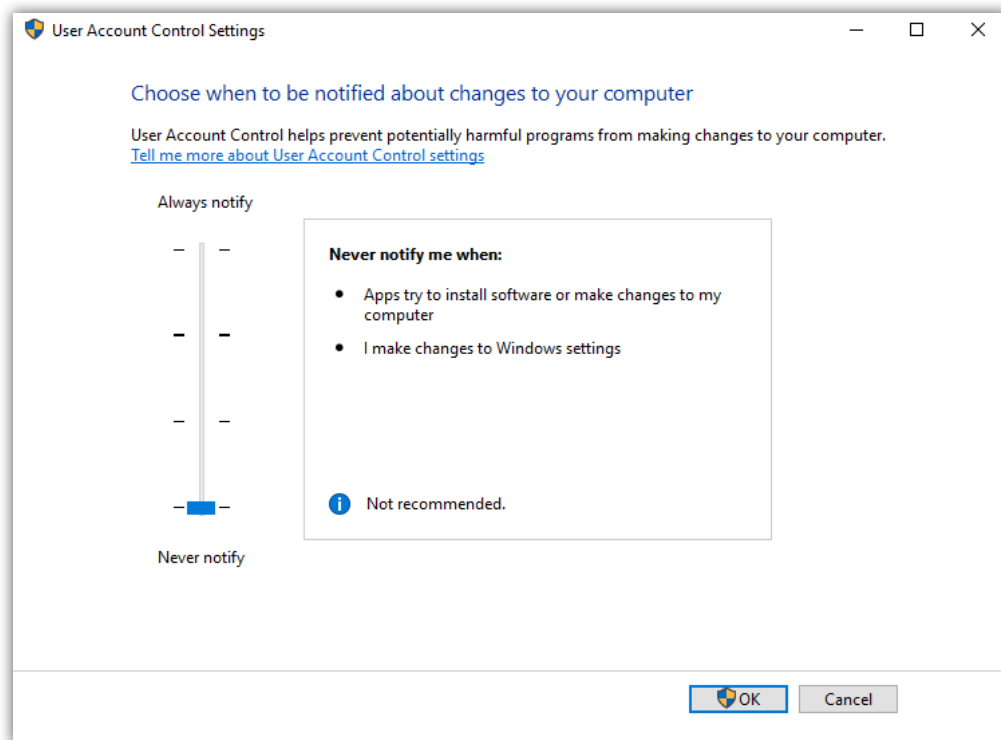 User Account Control Settings
Choose when to be notified about changes to your computer
User Account Control helps prevent potentially harmful programs from making changes to your computer.
Tell me more about User Account Control settings
Always notify
Never notify me when:
Apps try to install software or make changes to my
computer
I make changes to Windows settings
Not recommended.
Never notify
OK
Cancel